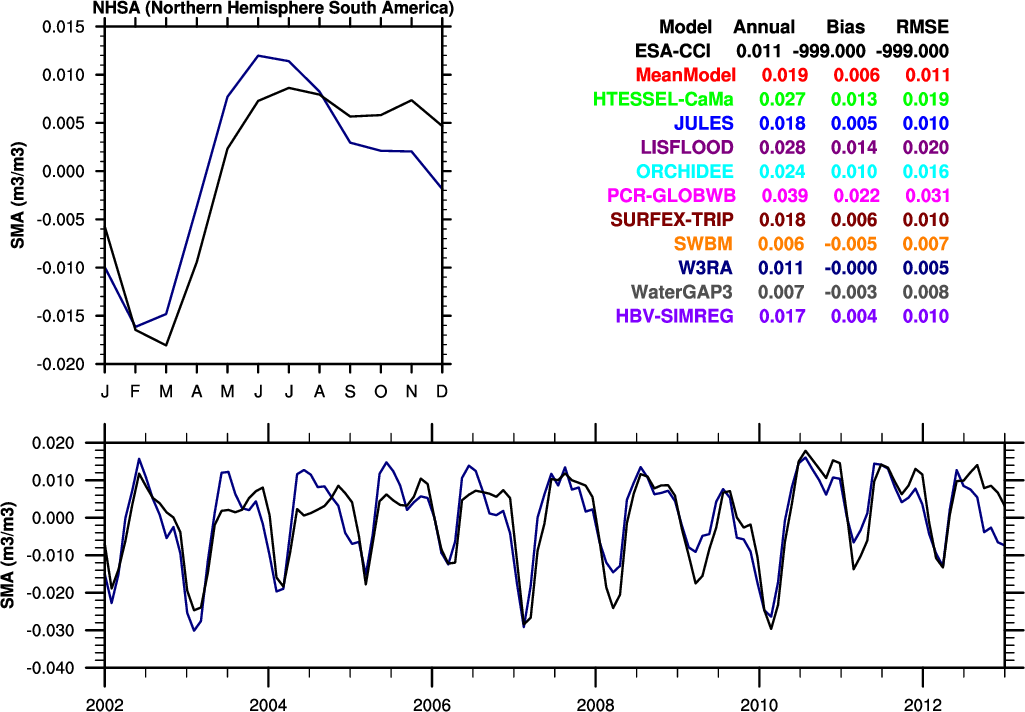 NHSA (Northern Hemisphere South America)
0.015
0.010
0.005
0.000
-0.005
-0.010
-0.015
-0.020
SMA (m3/m3)
J F M A M J J A S O N D
Model Annual Bias RMSE
ESA-CCI 0.011 -999.000 -999.000
MeanModel 0.019 0.006 0.011
HTESSEL-CaMa 0.027 0.013 0.019
JULES 0.018 0.005 0.010
LISFLOOD 0.028 0.014 0.020
ORCHIDEE 0.024 0.010 0.016
PCR-GLOBWB 0.039 0.022 0.031
SURFEX-TRIP 0.018 0.006 0.010
SWBM 0.006 -0.005 0.007
W3RA 0.011 -0.000 0.005
WaterGAP3 0.007 -0.003 0.008
HBV-SIMREG 0.017 0.004 0.010
0.020
0.010
0.000
-0.010
-0.020
-0.030
-0.040
SMA (m3/m3)
2002 2004 2006 2008 2010 2012